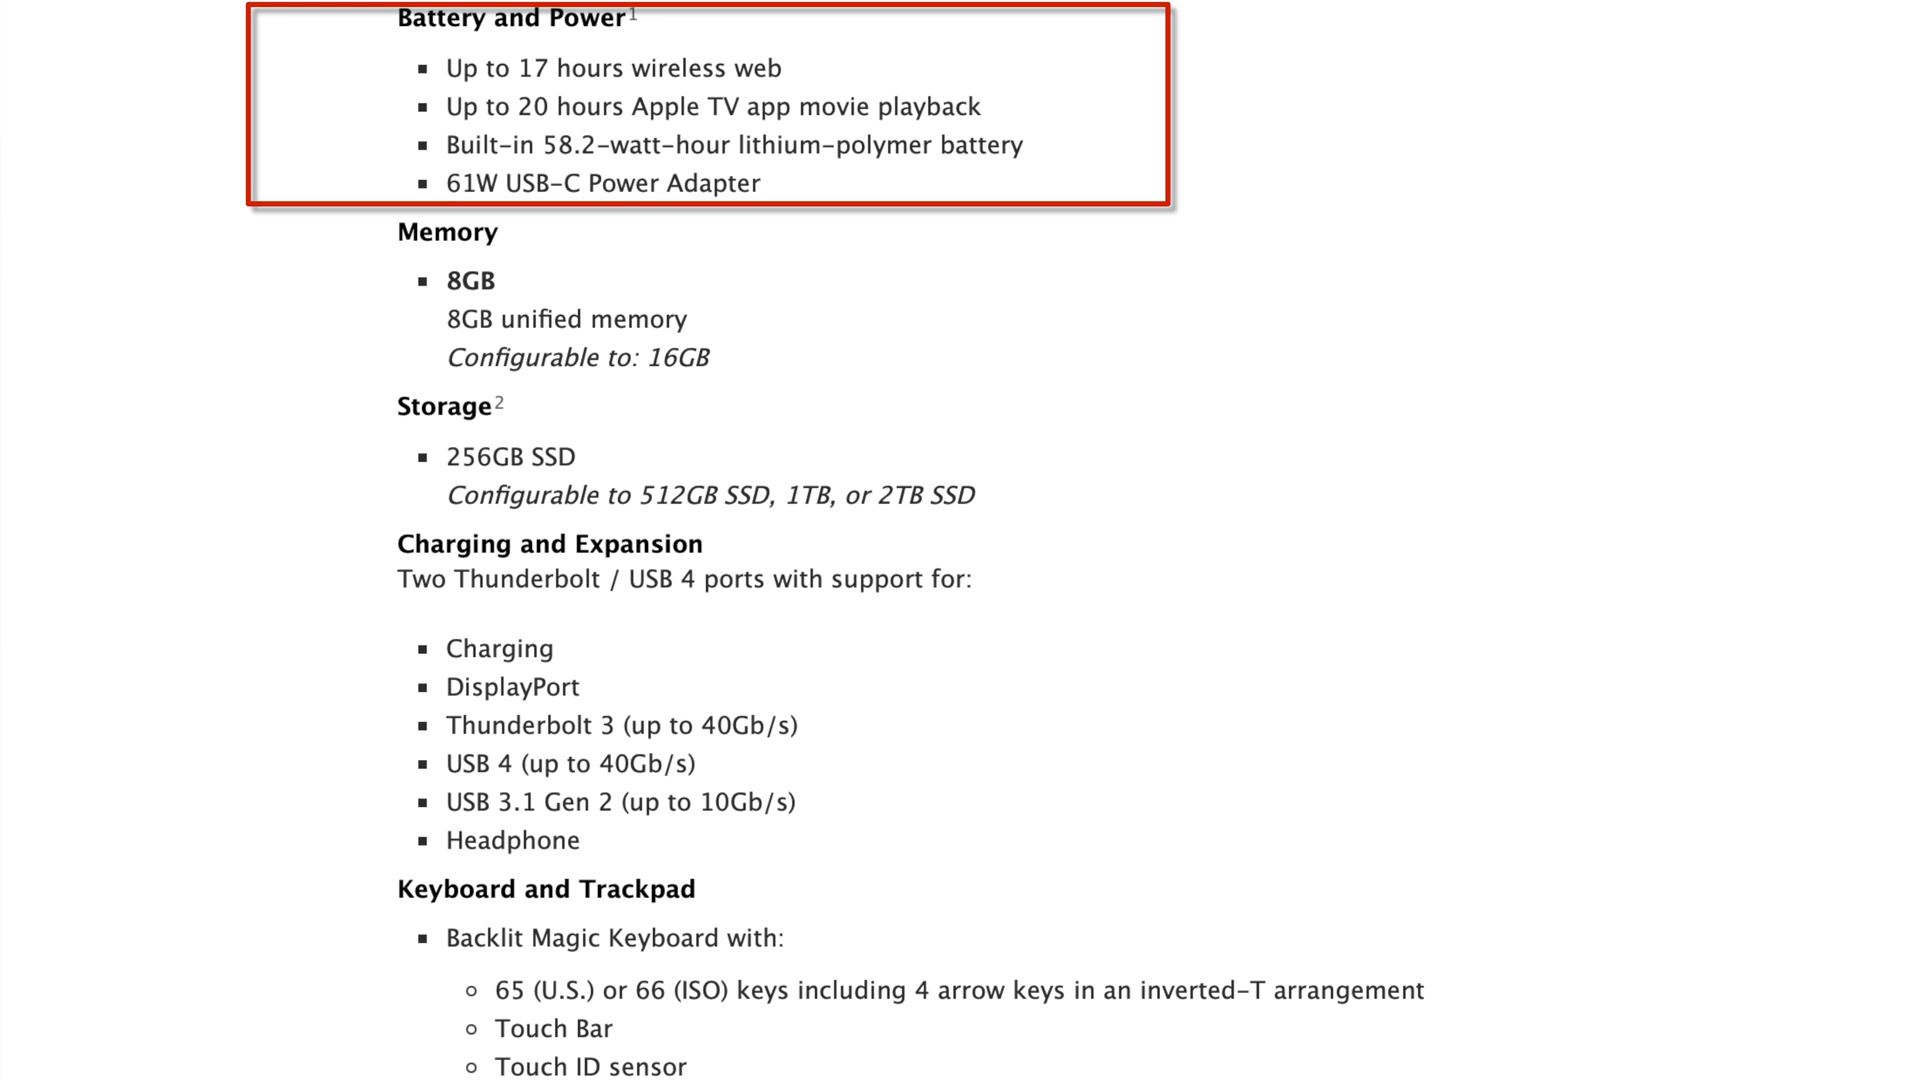 Battery and Power1
▪ Up to 17 hours wireless web
▪ Up to 20 hours Apple TV app movie playback
▪ Built-in 58.2-watt-hour lithium-polymer battery
▪ 61W USB-C Power Adapter
Memory
▪ 8GB
8GB unified memory
Configurable to: 16GB
Storage2
▪ 256GB SSD
Configurable to 512GB SSD, 1TB, or 2TB SSD
Charging and Expansion
Two Thunderbolt / USB 4 ports with support for:
▪ Charging
▪ DisplayPort
▪ Thunderbolt 3 (up to 40Gb/s)
▪ USB 4 (up to 40Gb/s)
▪ USB 3.1 Gen 2 (up to 10Gb/s)
▪ Headphone
Keyboard and Trackpad
▪ Backlit Magic Keyboard with:
○ 65 (U.S.) or 66 (ISO) keys including 4 arrow keys in an inverted-T arrangement
○ Touch Bar
○ Touch ID sensor